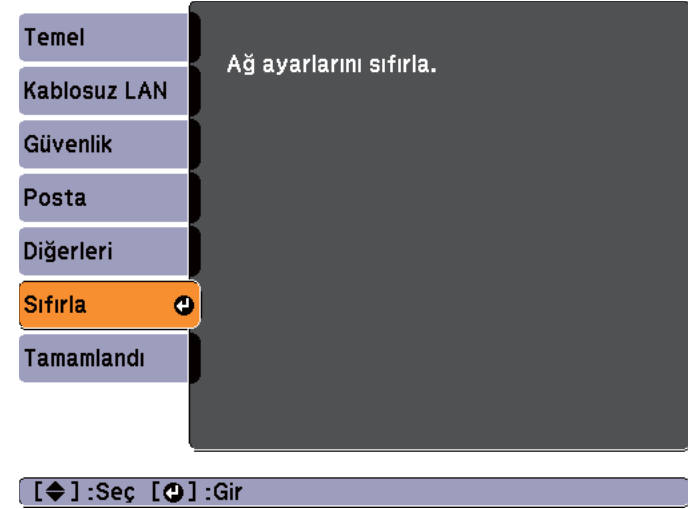 Temel
Kablosuz LAN
Güvenlik
Posta
Diğerleri
Sıfırla
Tamamlandı
Ağ ayarlarını sıfırla.
[◆] :Seç [⏎] :Gir